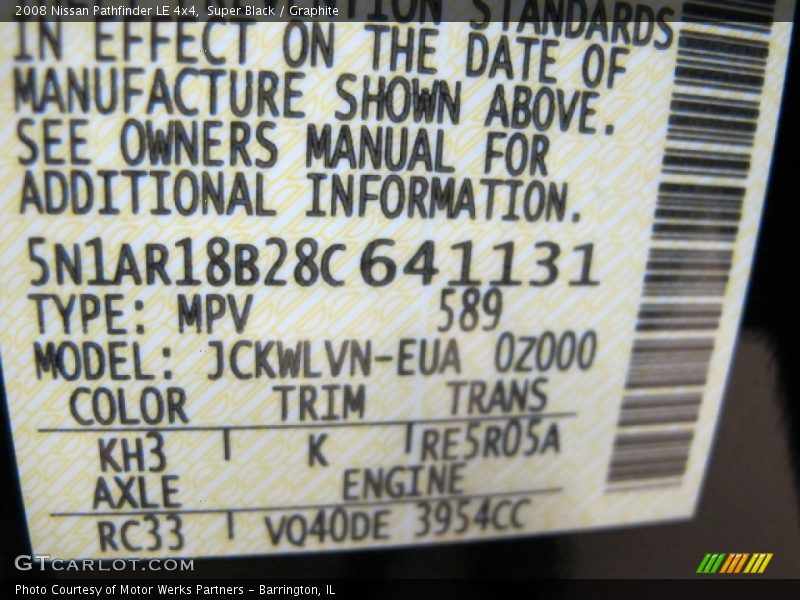 2008 Nissan Pathfinder LE 4x4, Super Black / Graphite
STANDARDS
IN EFFECT ON THE DATE OF
MANUFACTURE SHOWN ABOVE.
SEE OWNERS MANUAL FOR
ADDITIONAL INFORMATION.
5N1AR18B28C641131
TYPE: MPV 589
MODEL: JCKWLVN-EUA 0Z000
COLOR TRIM TRANS
KH3 K RE5R05A
AXLE ENGINE
RC33 VQ40DE 3954CC
GTCARLOT.COM
Photo Courtesy of Motor Werks Partners - Barrington, IL